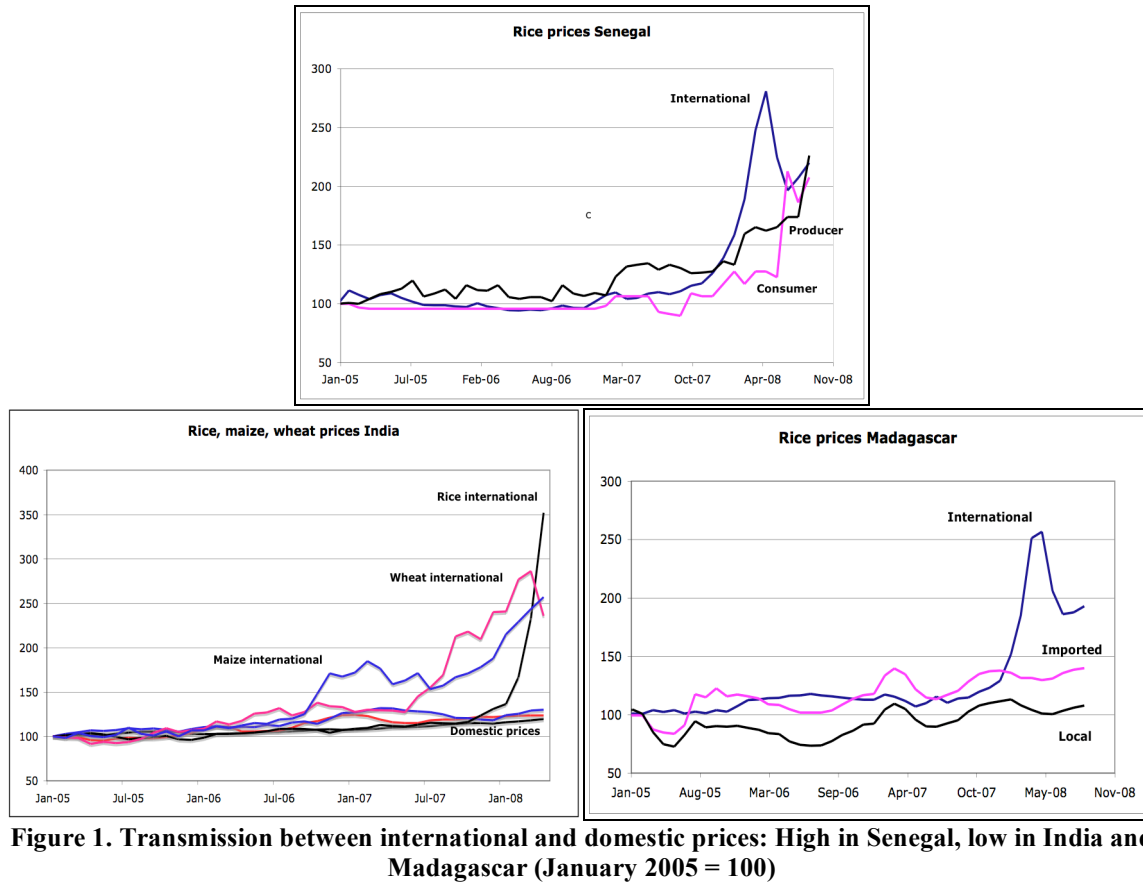 Rice prices Senegal
300
250
200
150
100
50
International
c
Producer
Consumer
Jan-05 Jul-05 Feb-06 Aug-06 Mar-07 Oct-07 Apr-08 Nov-08
Rice, maize, wheat prices India
400
350
300
250
200
150
100
50
Rice international
Wheat international
Maize international
Domestic prices
Jan-05 Jul-05 Jan-06 Jul-06 Jan-07 Jul-07 Jan-08
Rice prices Madagascar
300
250
200
150
100
50
International
Imported
Local
Jan-05 Aug-05 Mar-06 Sep-06 Apr-07 Oct-07 May-08 Nov-08
Figure 1. Transmission between international and domestic prices: High in Senegal, low in India and
Madagascar (January 2005 = 100)